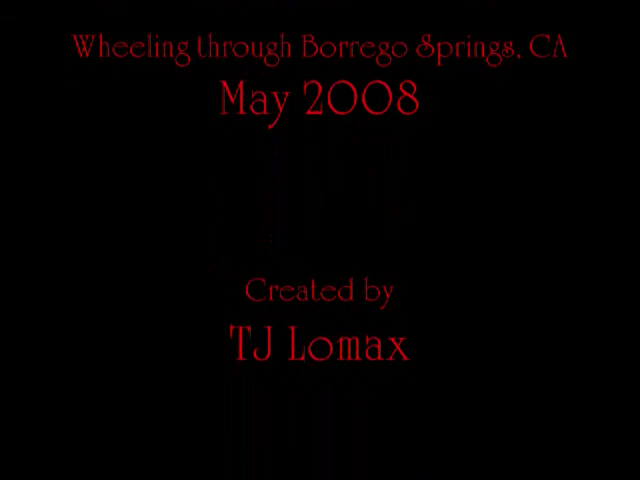 Wheeling through Borrego Springs, CA
May 2008
Created by
TJ Lomax